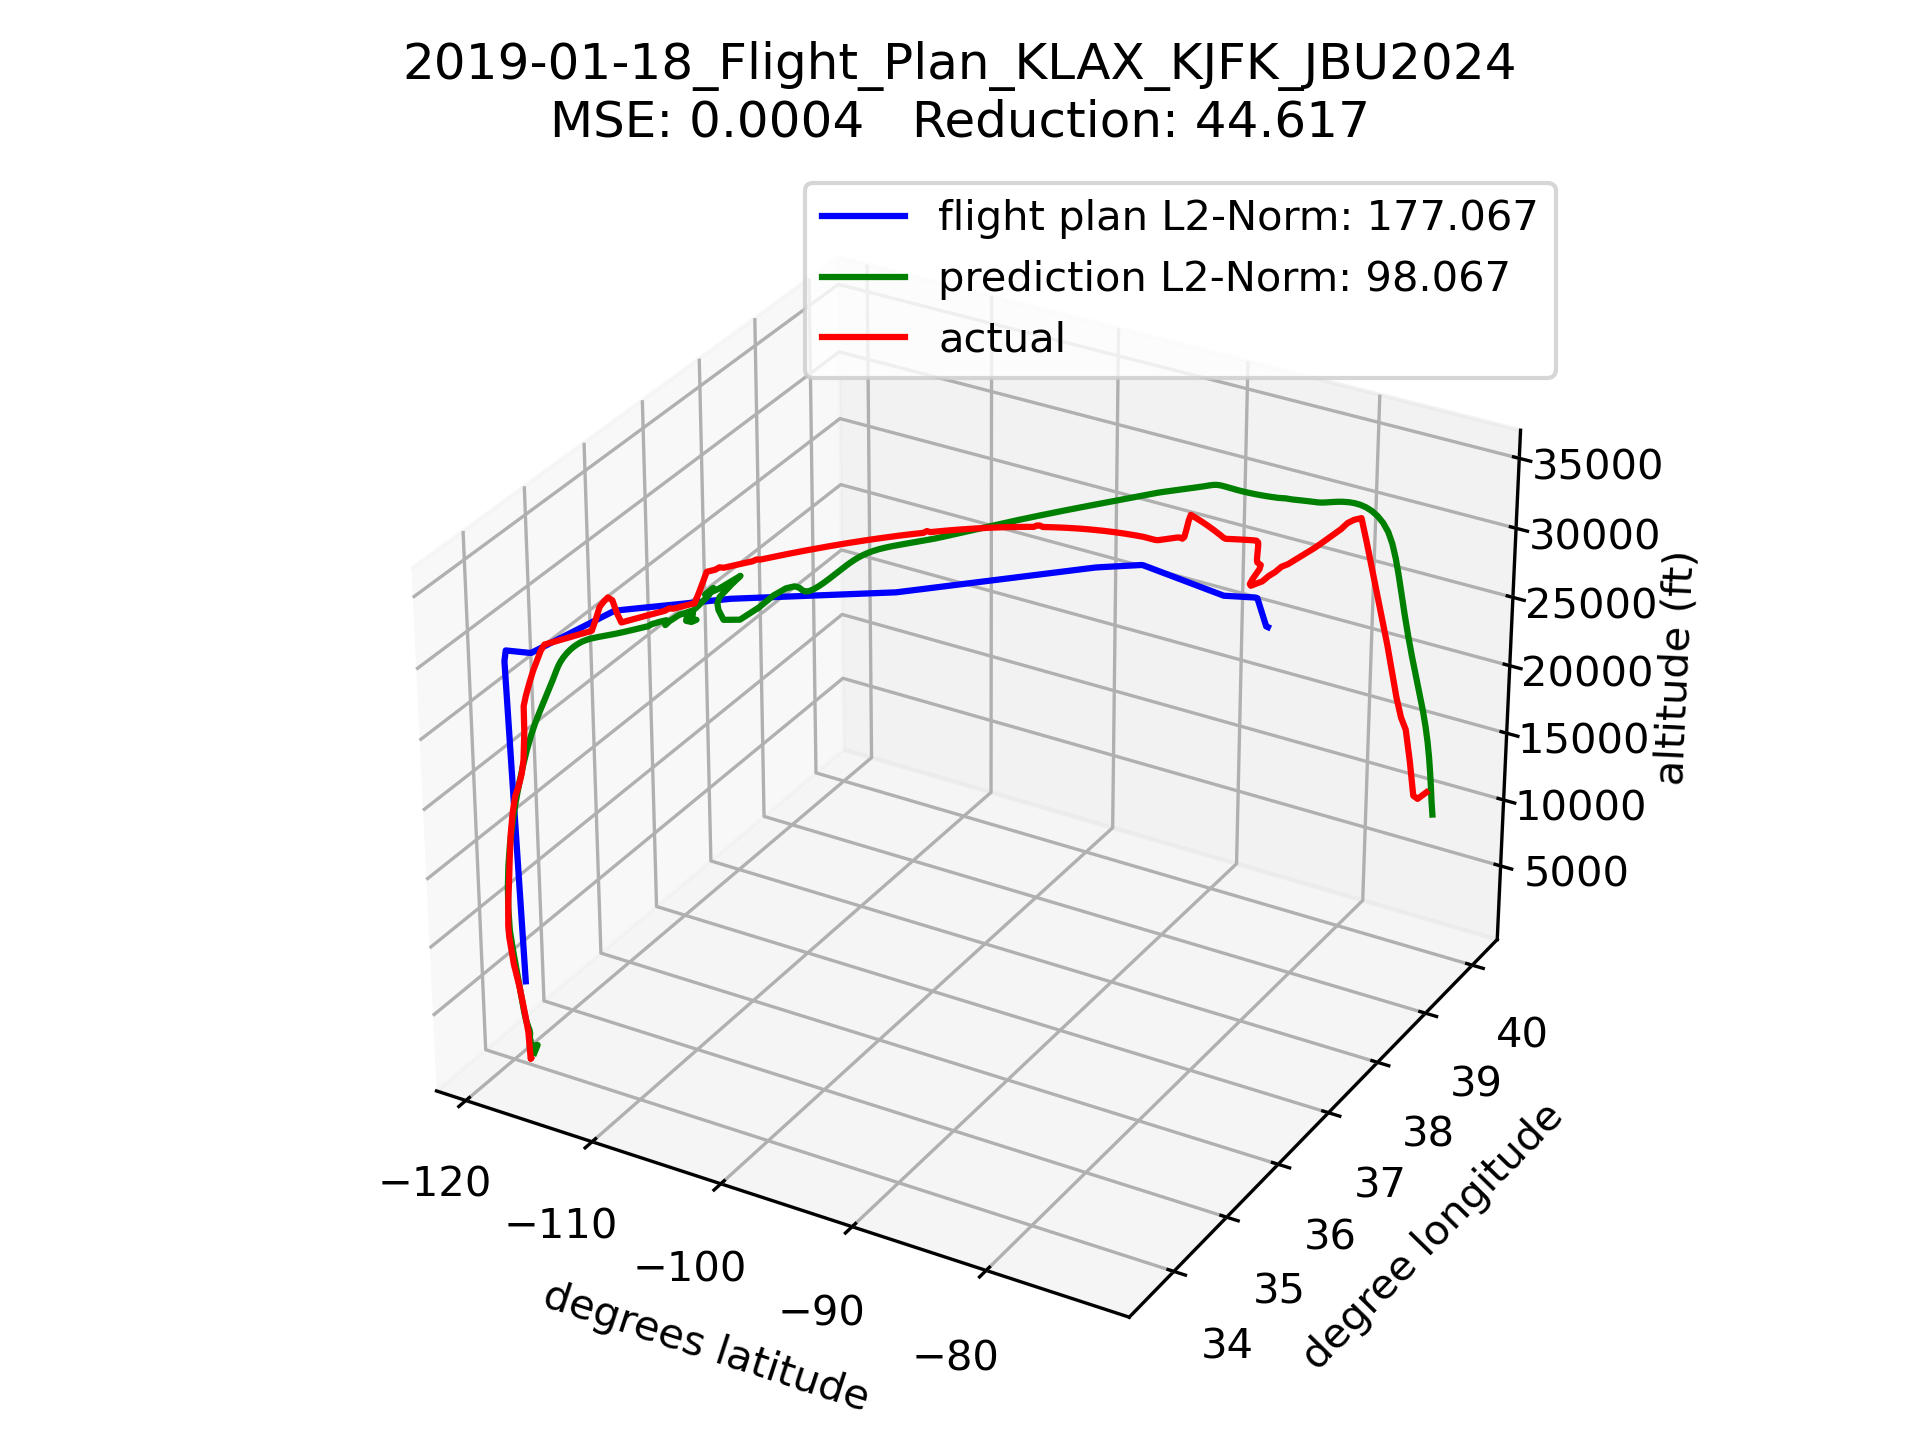 2019-01-18_Flight_Plan_KLAX_KJFK_JBU2024
MSE: 0.0004   Reduction: 44.617
flight plan L2-Norm: 177.067
prediction L2-Norm: 98.067
actual
35000
30000
25000
20000
15000
10000
5000
altitude (ft)
40
39
38
37
36
35
34
degree longitude
−120
−110
−100
−90
−80
degrees latitude